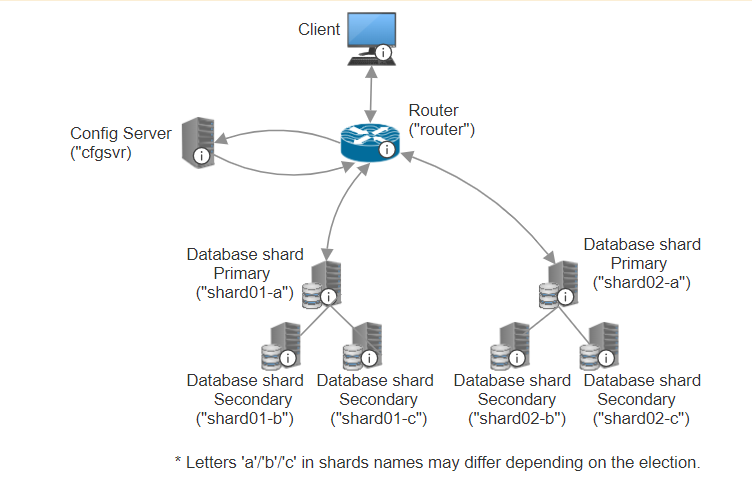 Client
Router
("router")
Config Server
("cfgsvr)
Database shard
Primary
("shard01-a")
Database shard
Primary
("shard02-a")
Database shard
Secondary
("shard01-b")
Database shard
Secondary
("shard01-c")
Database shard
Secondary
("shard02-b")
Database shard
Secondary
("shard02-c")
* Letters 'a'/'b'/'c' in shards names may differ depending on the election.